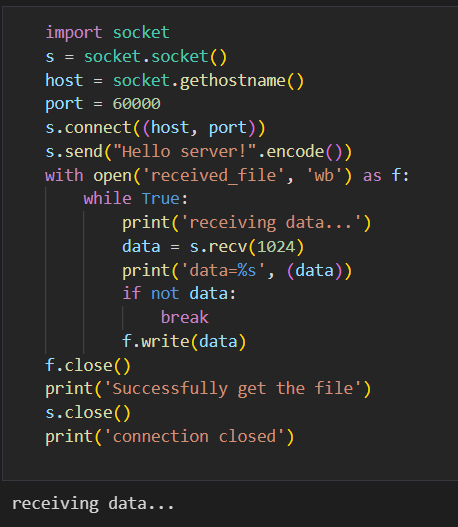 import socket
s = socket.socket()
host = socket.gethostname()
port = 60000
s.connect((host, port))
s.send("Hello server!".encode())
with open('received_file', 'wb') as f:
    while True:
        print('receiving data...')
        data = s.recv(1024)
        print('data=%s', (data))
        if not data:
            break
        f.write(data)
f.close()
print('Successfully get the file')
s.close()
print('connection closed')
receiving data...